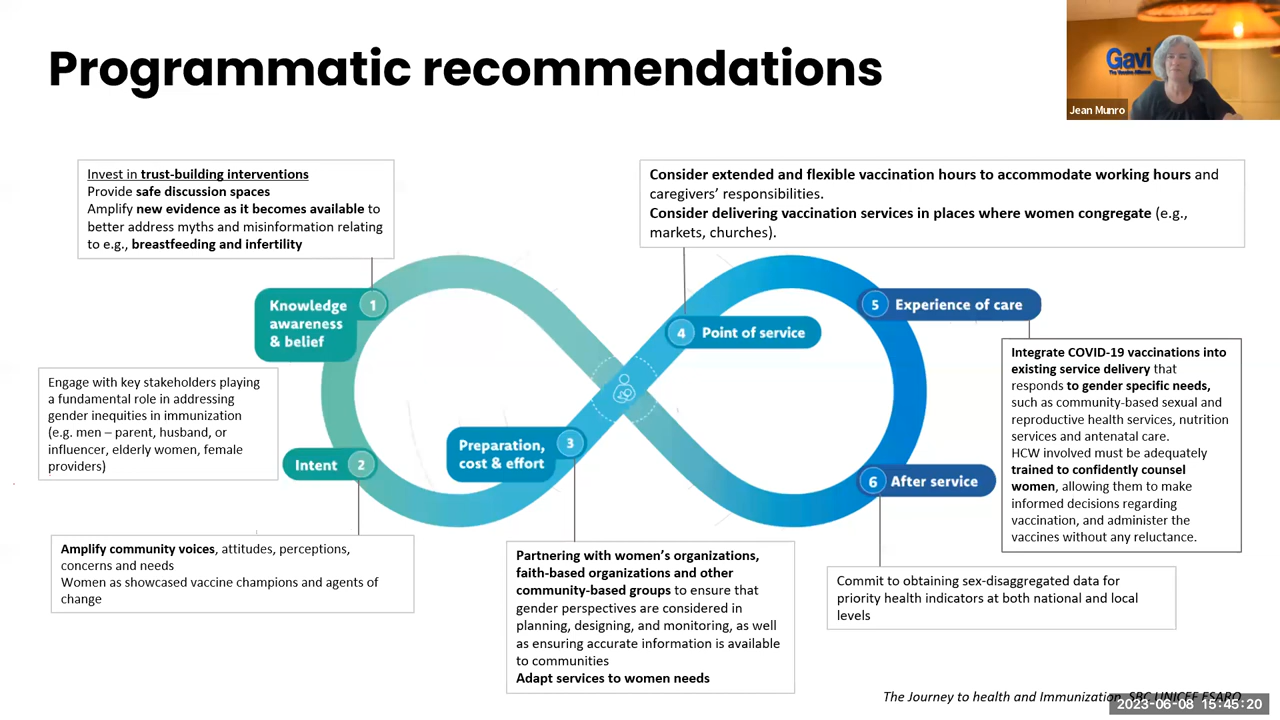 Programmatic recommendations
Gavi
The Vaccine Alliance
Jean Munro
Invest in trust-building interventions
Provide safe discussion spaces
Amplify new evidence as it becomes available to
better address myths and misinformation relating
to e.g., breastfeeding and infertility
Consider extended and flexible vaccination hours to accommodate working hours and
caregivers’ responsibilities.
Consider delivering vaccination services in places where women congregate (e.g.,
markets, churches).
Knowledge
awareness
& belief
1
4
Point of service
5
Experience of care
Engage with key stakeholders playing
a fundamental role in addressing
gender inequities in immunization
(e.g. men – parent, husband, or
influencer, elderly women, female
providers)
Intent
2
Preparation,
cost & effort
3
6
After service
Integrate COVID-19 vaccinations into
existing service delivery that
responds to gender specific needs,
such as community-based sexual and
reproductive health services, nutrition
services and antenatal care.
HCW involved must be adequately
trained to confidently counsel
women, allowing them to make
informed decisions regarding
vaccination, and administer the
vaccines without any reluctance.
Amplify community voices, attitudes, perceptions,
concerns and needs
Women as showcased vaccine champions and agents of
change
Partnering with women’s organizations,
faith-based organizations and other
community-based groups to ensure that
gender perspectives are considered in
planning, designing, and monitoring, as well
as ensuring accurate information is available
to communities
Adapt services to women needs
Commit to obtaining sex-disaggregated data for
priority health indicators at both national and local
levels
The Journey to health and Immunization, SBC UNICEF ESARO
2023-06-08 15:45:20